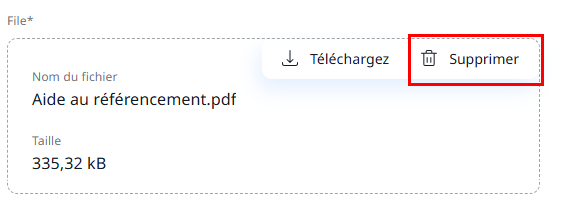 File*
Téléchargez
Supprimer
Nom du fichier
Aide au référencement.pdf
Taille
335,32 kB